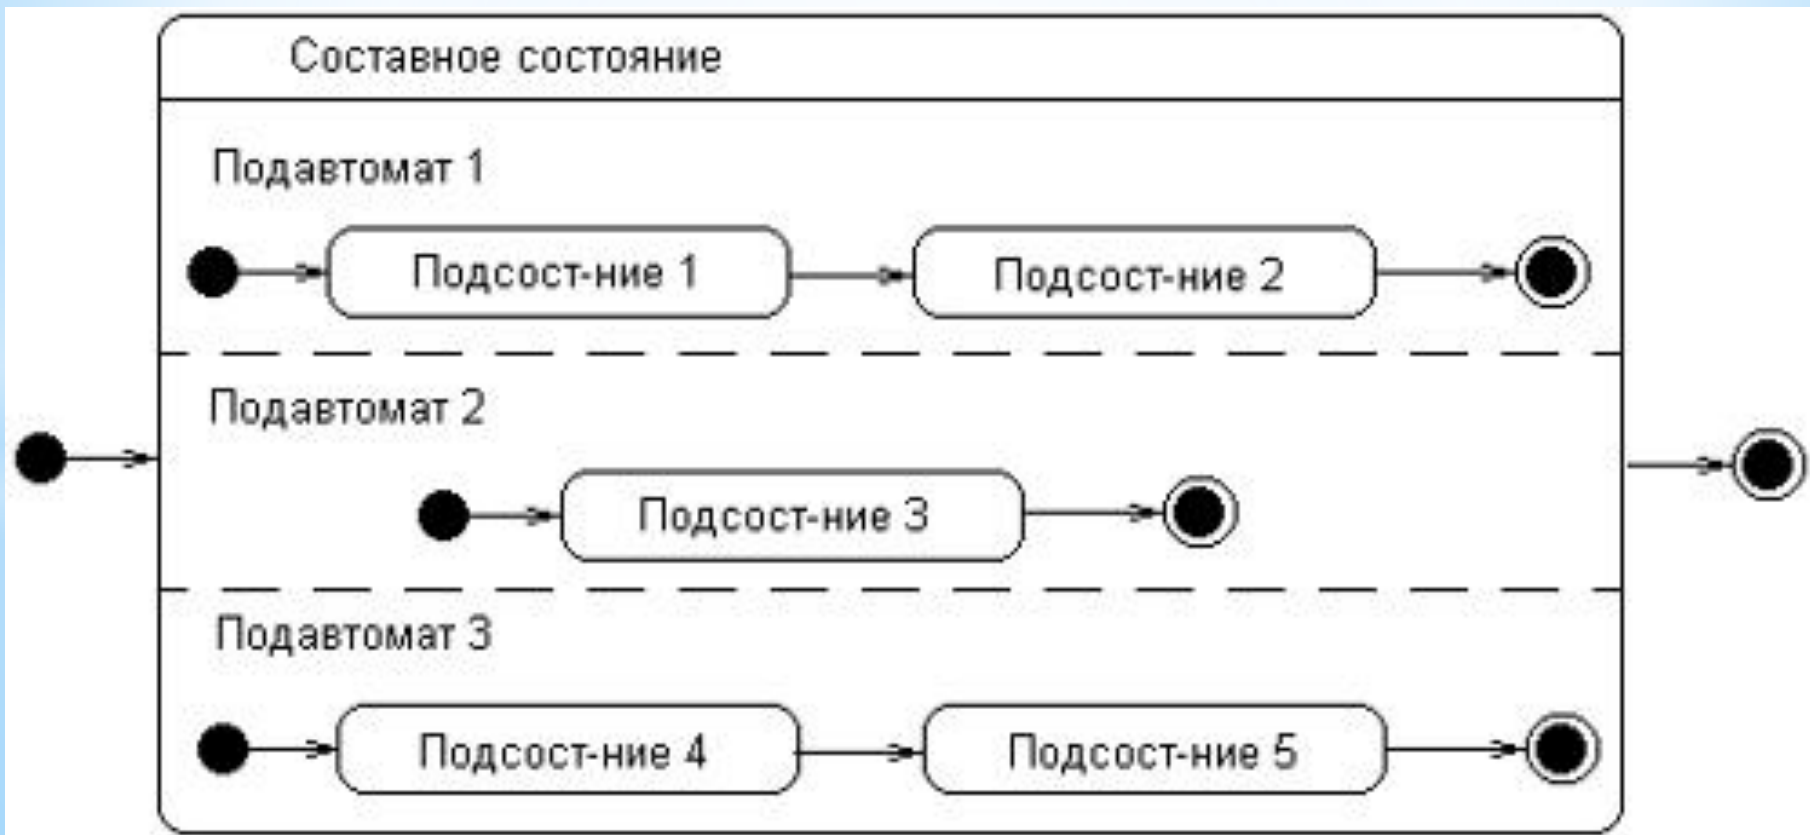 Составное состояние
Подавтомат 1
Подсост-ние 1
Подсост-ние 2
Подавтомат 2
Подсост-ние 3
Подавтомат 3
Подсост-ние 4
Подсост-ние 5